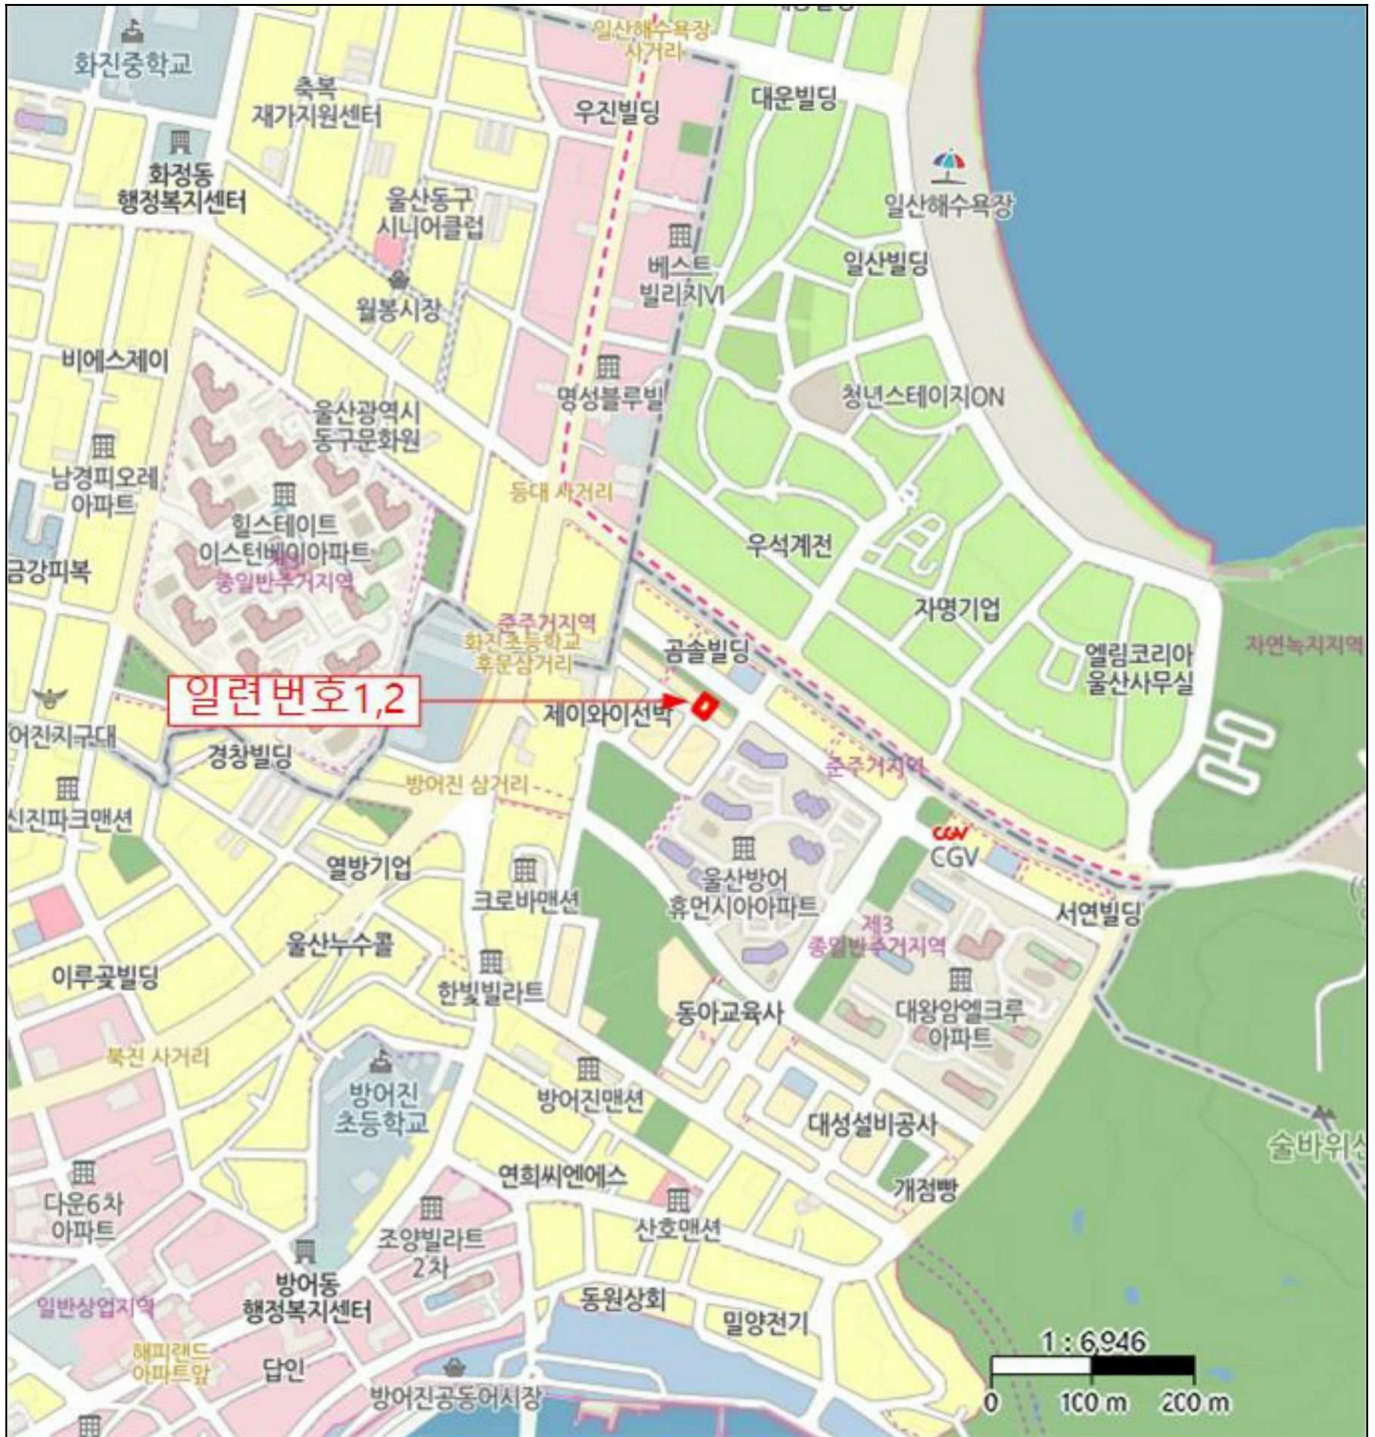 일산해수욕장
사거리
화진중학교
축복
재가지원센터
우진빌딩
대운빌딩
화정동
행정복지센터
울산동구
시니어클럽
일산해수욕장
베스트
빌리지VI
일산빌딩
월봉시장
비에스제이
명성블루빌
청년스테이지ON
울산광역시
동구문화원
남경피오레
아파트
등대 사거리
힐스테이트
이스턴베이아파트
제3
종일반주거지역
우석계전
금강피복
자명기업
준주거지역
화진초등학교
후문삼거리
곰솔빌딩
엘림코리아
울산사무실
자연녹지지역
일련번호1,2
제이와이선박
어진지구대
경창빌딩
방어진 삼거리
준주거지역
신진파크맨션
CGV
CGV
열방기업
크로바맨션
울산방어
휴먼시아아파트
서연빌딩
제3
종일반주거지역
울산누수콜
이루곶빌딩
한빛빌라트
동아교육사
대왕암엘크루
아파트
북진 사거리
방어진
초등학교
방어진맨션
대성설비공사
술바위산
연희씨엔에스
개점빵
다운6차
아파트
산호맨션
조양빌라트
2차
방어동
행정복지센터
일반상업지역
동원상회
밀양전기
해피랜드
아파트앞
답인
방어진공동어시장
1 : 6,946
0 100 m 200 m